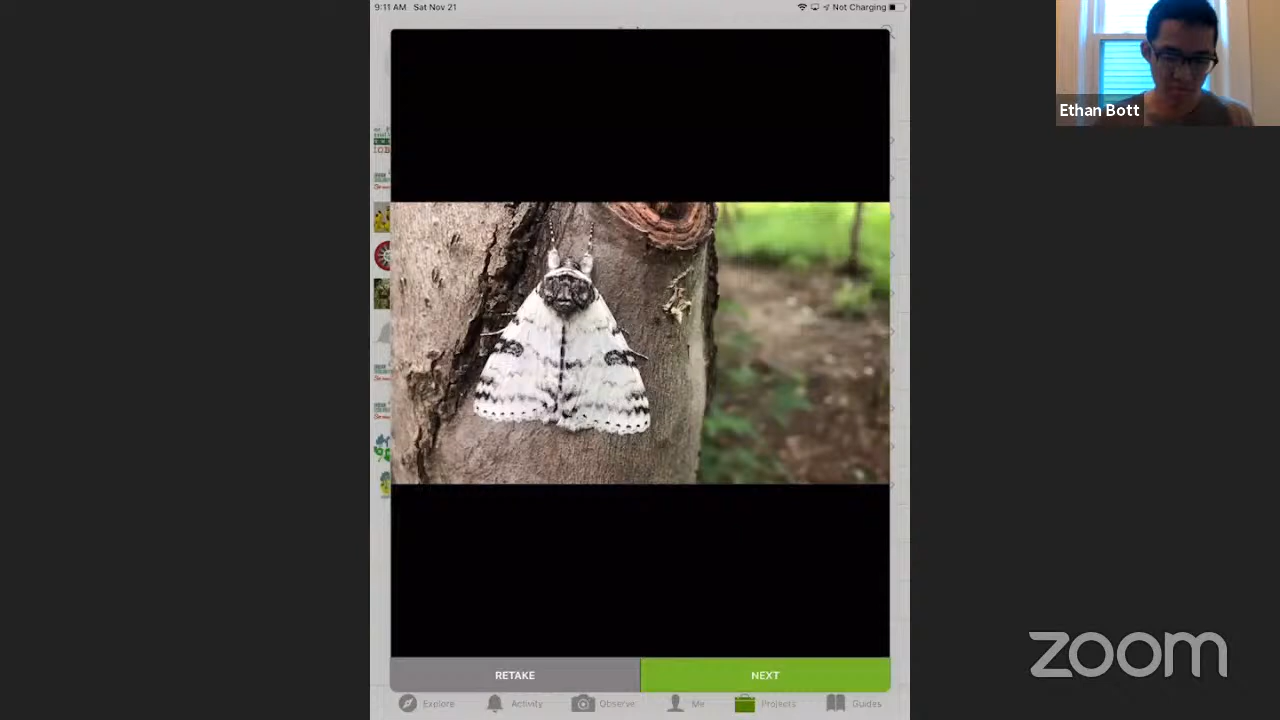 9:11 AM Sat Nov 21
Not Charging
Ethan Bott
RETAKE
NEXT
Explore
Activity
Observe
Me
Projects
Guides
zoom